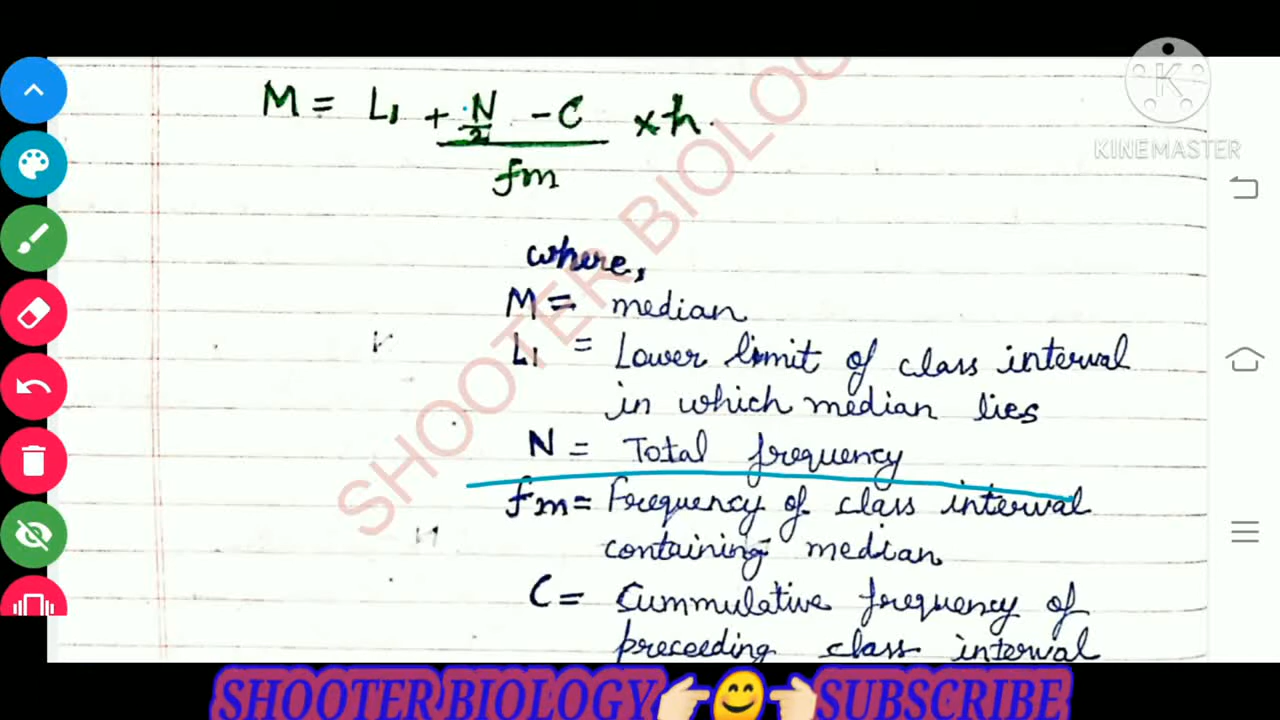 M = L1 + N/2 - C / fm × h.
KINEMASTER
SHOOTER BIOLOGY
where,
M = median
L1 = Lower limit of class interval
in which median lies
N = Total frequency
fm = Frequency of class interval
containing median
C = Cummulative frequency of
preceeding class interval
SHOOTER BIOLOGY👉😊👈SUBSCRIBE